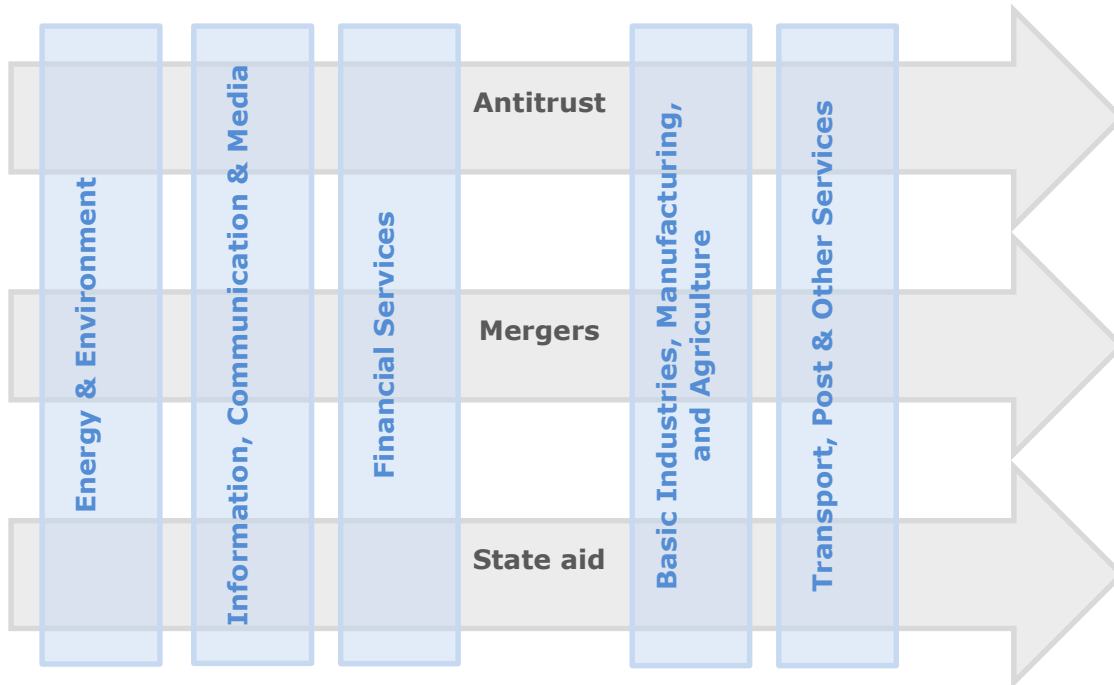 Antitrust
Mergers
State aid
Energy & Environment
Information, Communication & Media
Financial Services
Basic Industries, Manufacturing,
and Agriculture
Transport, Post & Other Services